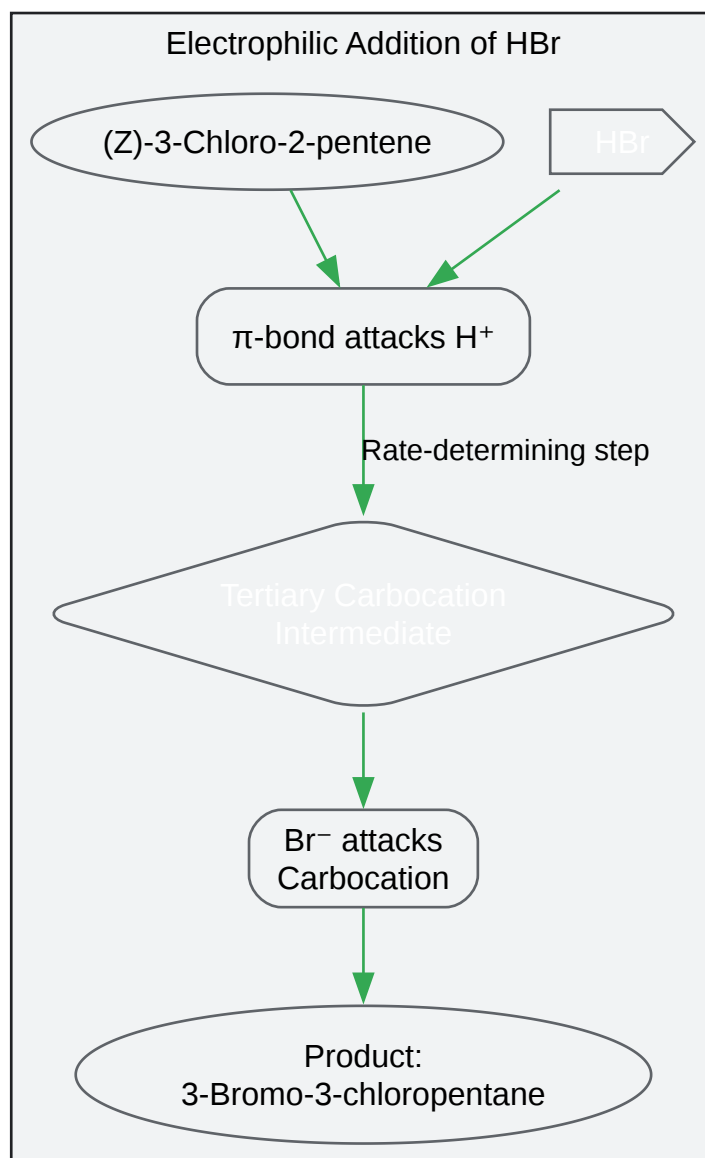 Electrophilic Addition of HBr
(Z)-3-Chloro-2-pentene
HBr
π-bond attacks H⁺
Rate-determining step
Tertiary Carbocation
Intermediate
Br⁻ attacks
Carbocation
Product:
3-Bromo-3-chloropentane